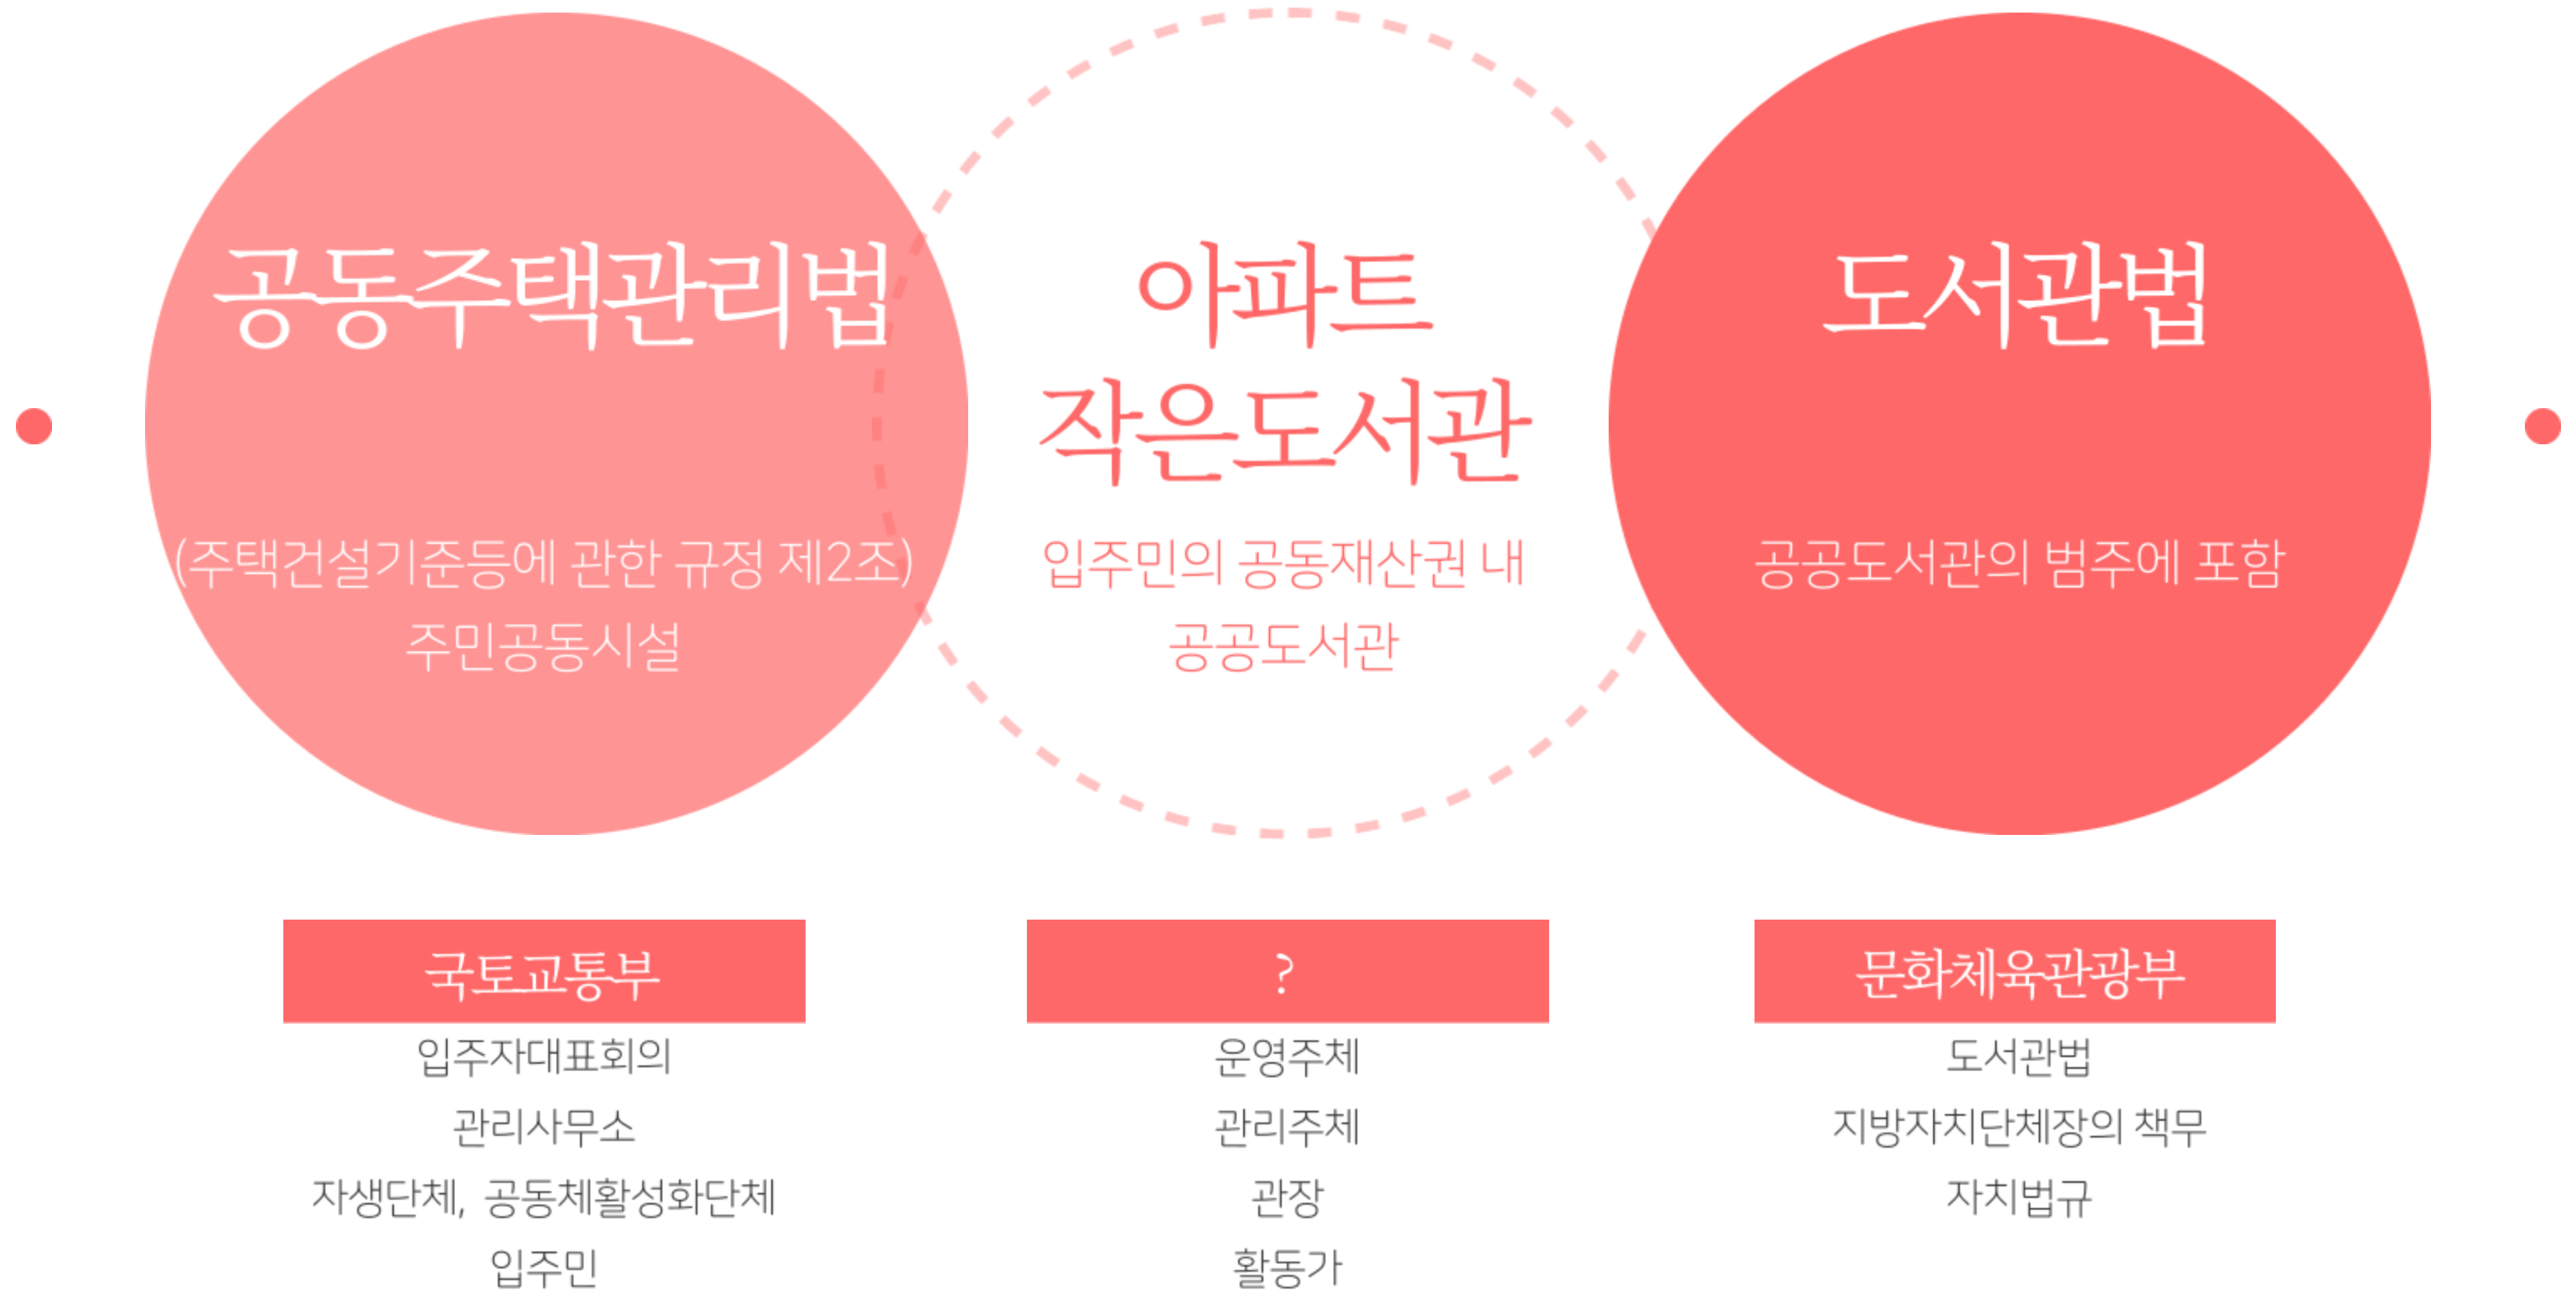 공동주택관리법
(주택건설기준등에 관한 규정 제2조)
주민공동시설
아파트
작은도서관
입주민의 공동재산권 내
공공도서관
도서관법
공공도서관의 범주에 포함
국토교통부
입주자대표회의
관리사무소
자생단체, 공동체활성화단체
입주민
?
운영주체
관리주체
관장
활동가
문화체육관광부
도서관법
지방자치단체장의 책무
자치법규